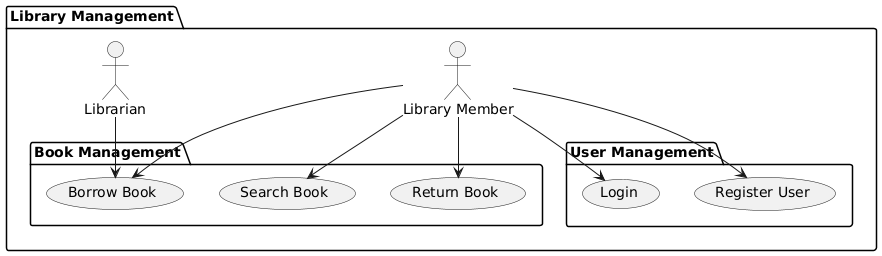 Library Management
Librarian
Library Member
Book Management
User Management
Borrow Book
Search Book
Return Book
Login
Register User